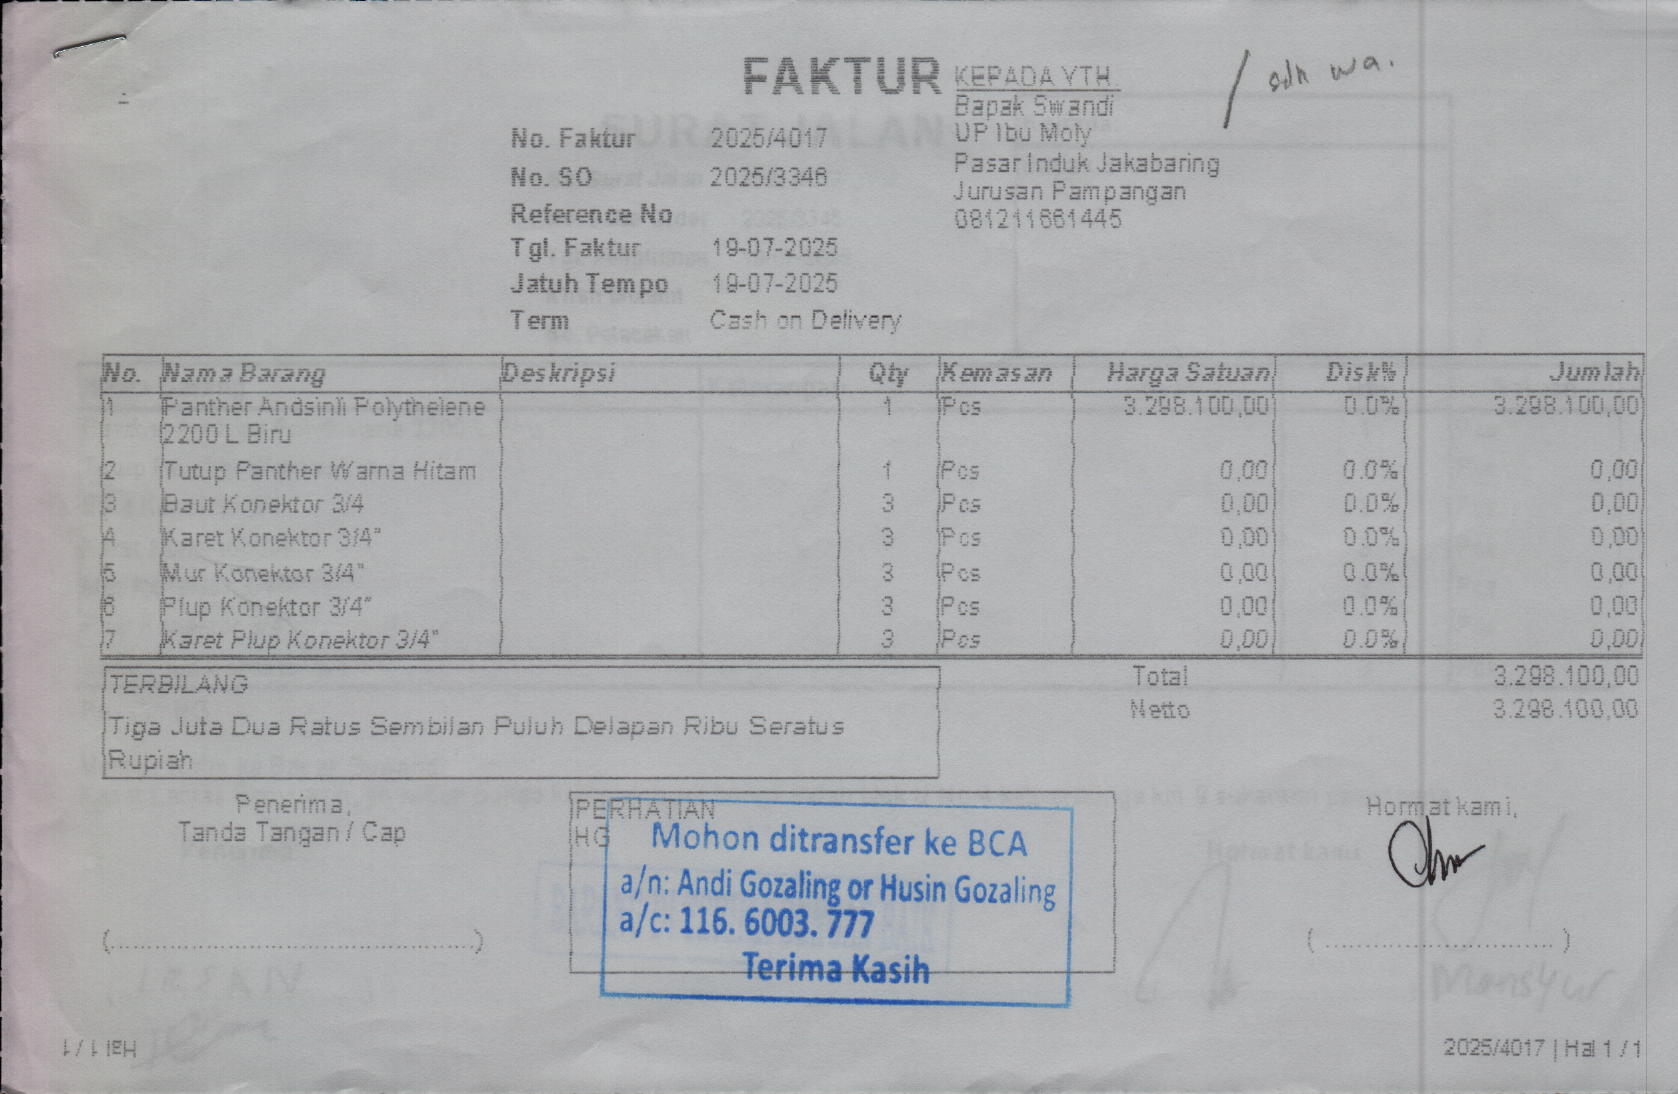 FAKTUR
KEPADA YTH.
Bapak Swandi
UP Ibu Moly
Pasar Induk Jakabaring
Jurusan Pampangan
081211661445
/ sdh wa.
No. Faktur 2025/4017
No. SO 2025/3346
Reference No
Tgl. Faktur 19-07-2025
Jatuh Tempo 19-07-2025
Term Cash on Delivery
No. Nama Barang Deskripsi Qty Kemasan Harga Satuan Disk% Jumlah
1 Panther Andsinli Polythelene 1 Pcs 3.298.100,00 0.0% 3.298.100,00
2200 L Biru
2 Tutup Panther Warna Hitam 1 Pcs 0,00 0.0% 0,00
3 Baut Konektor 3/4 3 Pcs 0,00 0.0% 0,00
4 Karet Konektor 3/4" 3 Pcs 0,00 0.0% 0,00
5 Mur Konektor 3/4" 3 Pcs 0,00 0.0% 0,00
6 Plup Konektor 3/4" 3 Pcs 0,00 0.0% 0,00
7 Karet Plup Konektor 3/4" 3 Pcs 0,00 0.0% 0,00
Total 3.298.100,00
Netto 3.298.100,00
TERBILANG
Tiga Juta Dua Ratus Sembilan Puluh Delapan Ribu Seratus
Rupiah
Penerima,
Tanda Tangan / Cap
(..................................................)
PERHATIAN
HG
Mohon ditransfer ke BCA
a/n: Andi Gozaling or Husin Gozaling
a/c: 116. 6003. 777
Terima Kasih
Hormat kami,
( ................................ )
2025/4017 | Hal 1 / 1